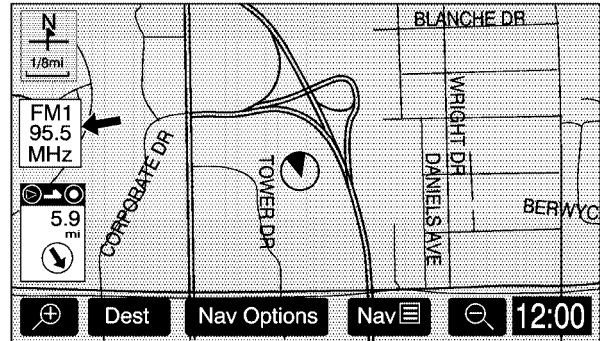 N
1/8mi
BLANCHE DR
FM1
95.5
MHz
WRIGHT DR
CORPORATE DR
TOWER DR
DANIELS AVE
5.9
mi
BERWYC
Dest
Nav Options
Nav
12:00